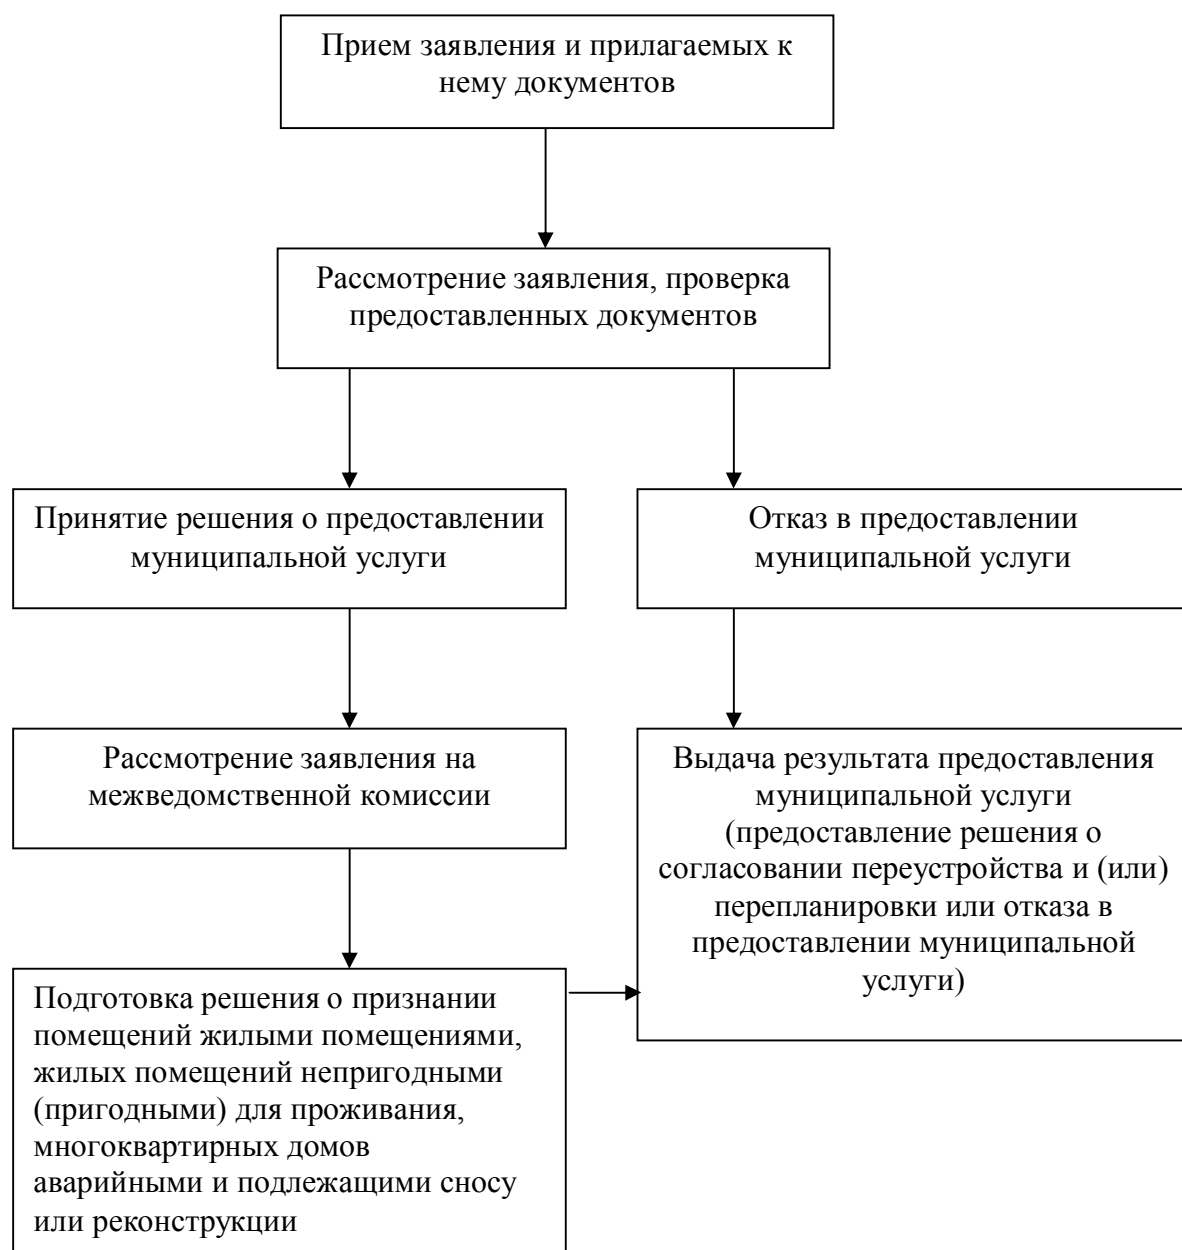 Прием заявления и прилагаемых к
нему документов
Рассмотрение заявления, проверка
предоставленных документов
Принятие решения о предоставлении
муниципальной услуги
Отказ в предоставлении
муниципальной услуги
Рассмотрение заявления на
межведомственной комиссии
Выдача результата предоставления
муниципальной услуги
(предоставление решения о
согласовании переустройства и (или)
перепланировки или отказа в
предоставлении муниципальной
услуги)
Подготовка решения о признании
помещений жилыми помещениями,
жилых помещений непригодными
(пригодными) для проживания,
многоквартирных домов
аварийными и подлежащими сносу
или реконструкции